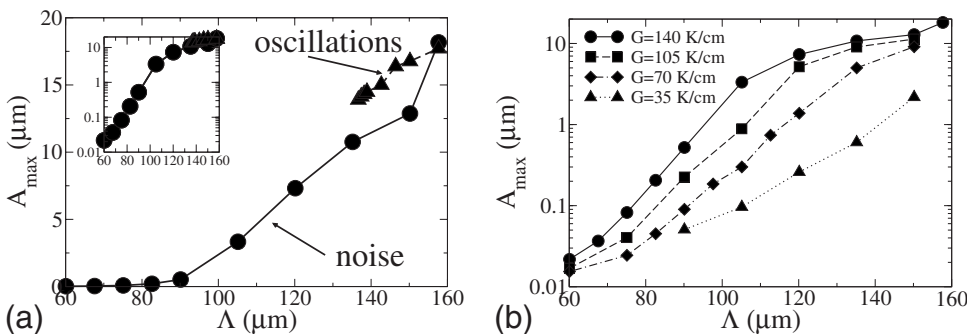 20
15
10
5
0
A_max (μm)
10
1
0.1
0.01
60 80 100 120 140 160
oscillations
noise
60 80 100 120 140 160
Λ (μm)
(a)
10
1
0.1
0.01
A_max (μm)
G=140 K/cm
G=105 K/cm
G=70 K/cm
G=35 K/cm
60 80 100 120 140 160
Λ (μm)
(b)